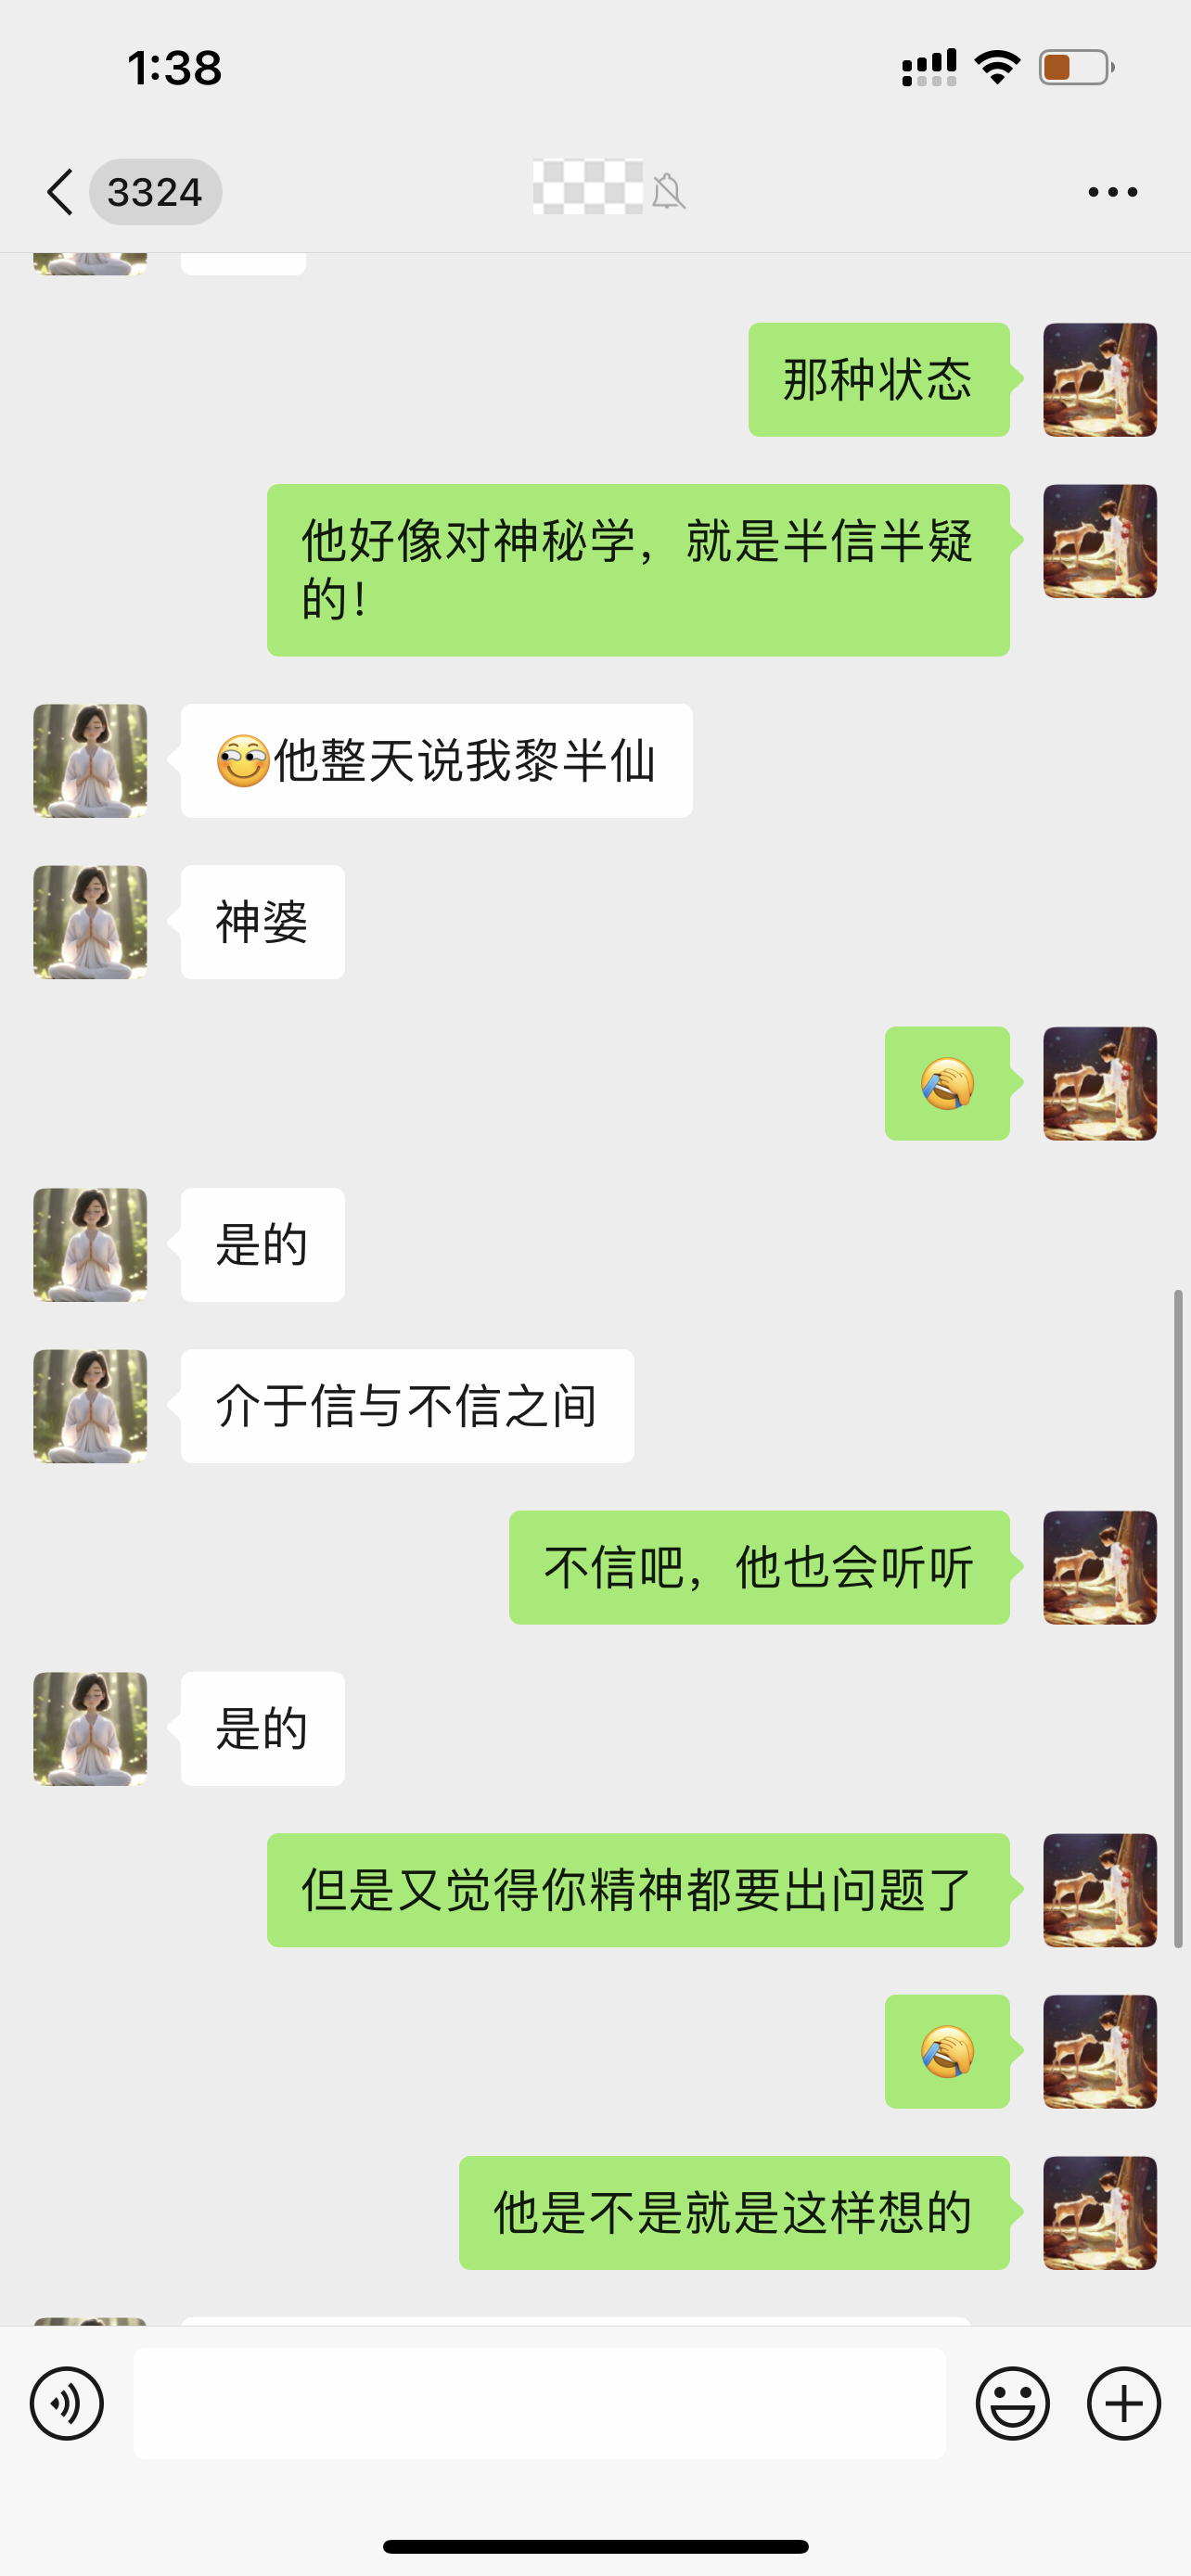 1:38
3324
那种状态
他好像对神秘学，就是半信半疑
的！
他整天说我黎半仙
神婆
是的
介于信与不信之间
不信吧，他也会听听
是的
但是又觉得你精神都要出问题了
他是不是就是这样想的